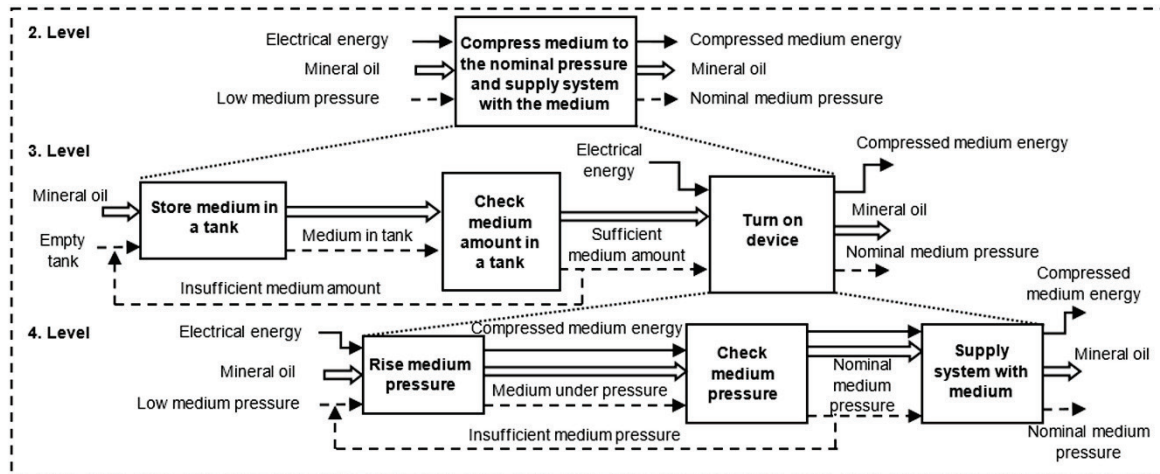 2. Level
Electrical energy
Mineral oil
Low medium pressure
Compress medium to
the nominal pressure
and supply system
with the medium
Compressed medium energy
Mineral oil
Nominal medium pressure
3. Level
Mineral oil
Empty
tank
Store medium in
a tank
Medium in tank
Insufficient medium amount
Check
medium
amount in
a tank
Sufficient
medium amount
Electrical
energy
Turn on
device
Compressed medium energy
Mineral oil
Nominal medium pressure
4. Level
Electrical energy
Mineral oil
Low medium pressure
Rise medium
pressure
Compressed medium energy
Medium under pressure
Insufficient medium pressure
Check
medium
pressure
Nominal
medium
pressure
Supply
system with
medium
Compressed
medium energy
Mineral oil
Nominal medium
pressure